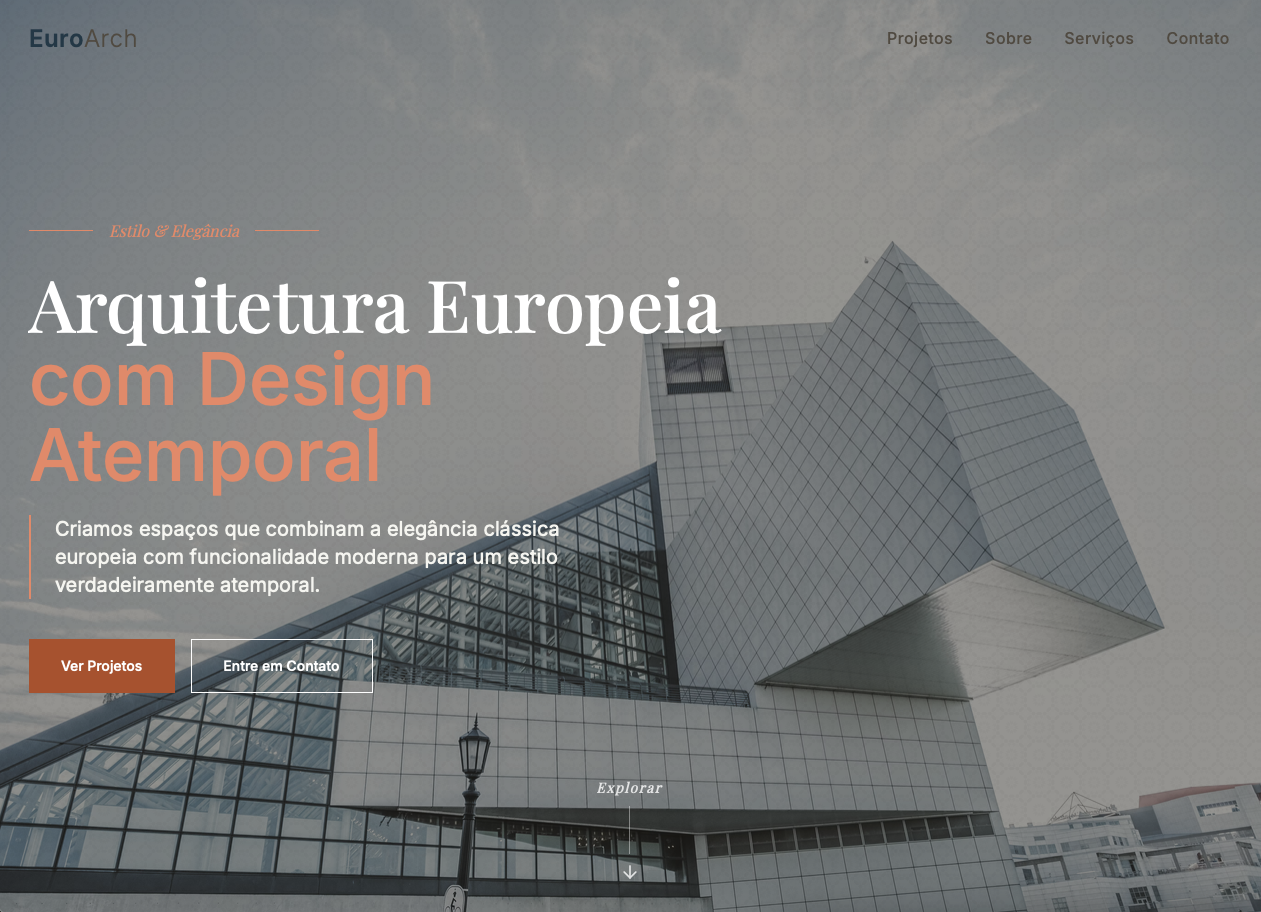 EuroArch
Projetos Sobre Serviços Contato
Estilo & Elegância
Arquitetura Europeia
com Design
Atemporal
Criamos espaços que combinam a elegância clássica
europeia com funcionalidade moderna para um estilo
verdadeiramente atemporal.
Ver Projetos Entre em Contato
Explorar